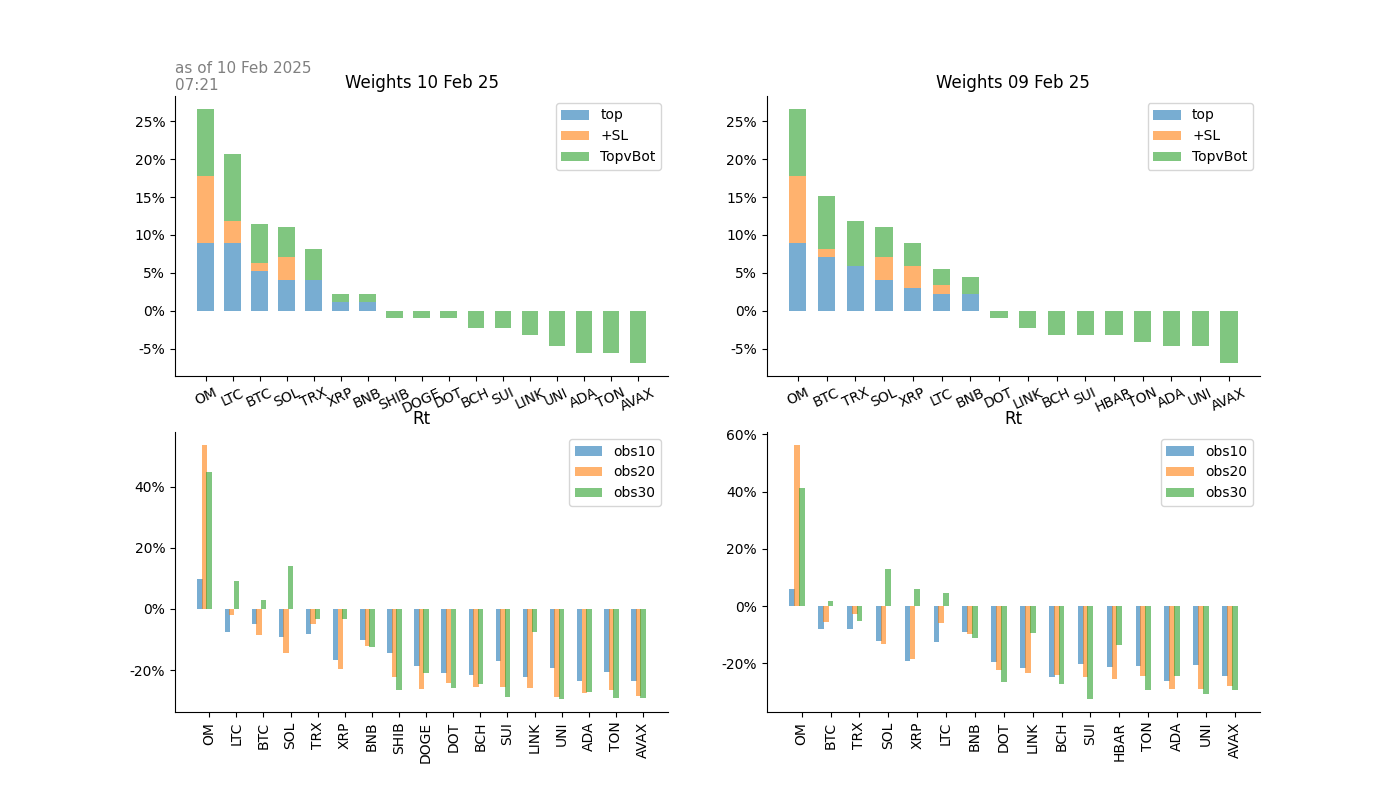 as of 10 Feb 2025
07:21
Weights 10 Feb 25
25%
20%
15%
10%
5%
0%
-5%
top
+SL
TopvBot
OM LTC BTC SOL TRX XRP BNB SHIB DOGE DOT BCH SUI LINK UNI ADA TON AVAX
Weights 09 Feb 25
25%
20%
15%
10%
5%
0%
-5%
top
+SL
TopvBot
OM BTC TRX SOL XRP LTC BNB DOT LINK BCH SUI HBAR TON ADA UNI AVAX
Rt
40%
20%
0%
-20%
obs10
obs20
obs30
OM LTC BTC SOL TRX XRP BNB SHIB DOGE DOT BCH SUI LINK UNI ADA TON AVAX
Rt
60%
40%
20%
0%
-20%
obs10
obs20
obs30
OM BTC TRX SOL XRP LTC BNB DOT LINK BCH SUI HBAR TON ADA UNI AVAX